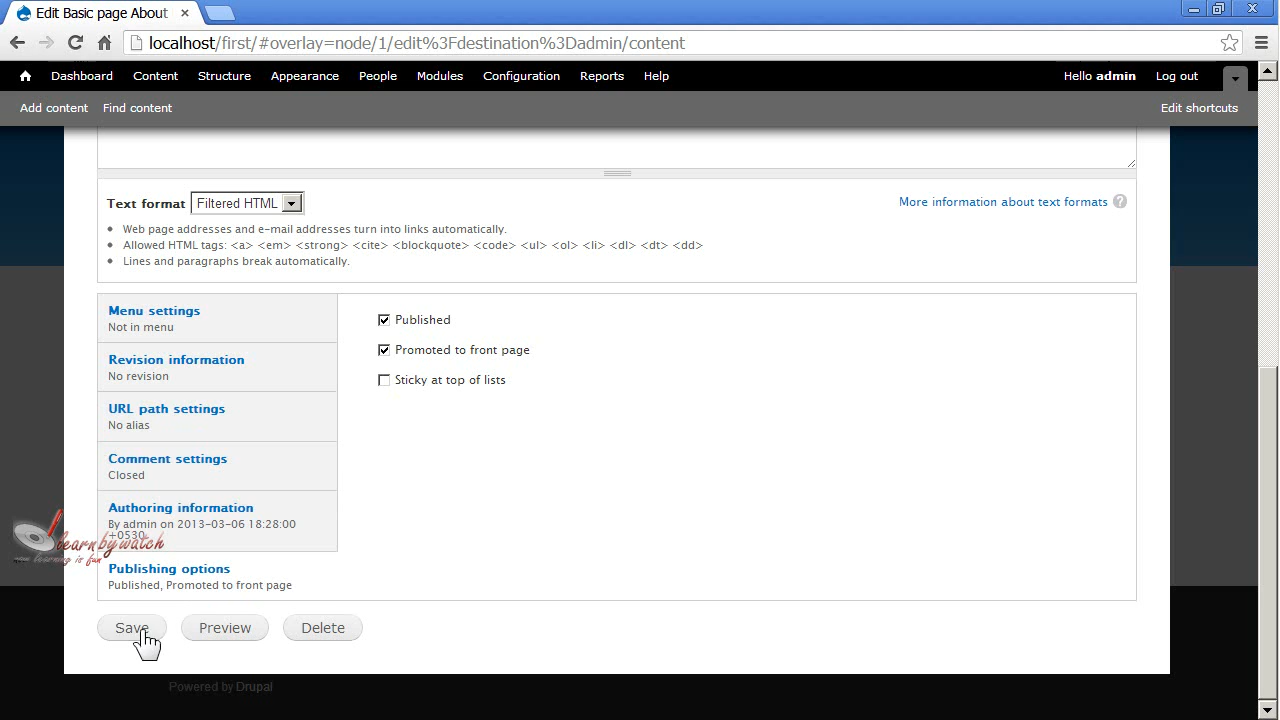 Edit Basic page About
localhost/first/#overlay=node/1/edit%3Fdestination%3Dadmin/content
Dashboard Content Structure Appearance People Modules Configuration Reports Help Hello admin Log out
Add content Find content Edit shortcuts
Text format Filtered HTML More information about text formats ?
Web page addresses and e-mail addresses turn into links automatically.
Allowed HTML tags: <a> <em> <strong> <cite> <blockquote> <code> <ul> <ol> <li> <dl> <dt> <dd>
Lines and paragraphs break automatically.
Menu settings
Not in menu
Revision information
No revision
URL path settings
No alias
Comment settings
Closed
Authoring information
By admin on 2013-03-06 18:28:00
+0530
Publishing options
Published, Promoted to front page
Published
Promoted to front page
Sticky at top of lists
learnbywatch
learning is fun
Save Preview Delete
Powered by Drupal